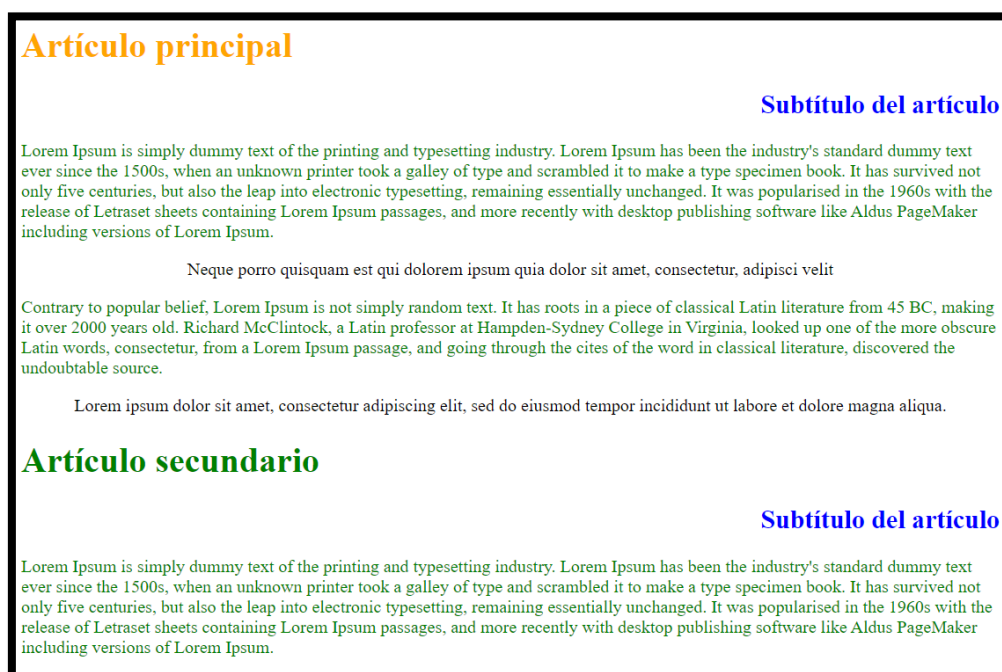 Artículo principal
Subtítulo del artículo
Lorem Ipsum is simply dummy text of the printing and typesetting industry. Lorem Ipsum has been the industry's standard dummy text
ever since the 1500s, when an unknown printer took a galley of type and scrambled it to make a type specimen book. It has survived not
only five centuries, but also the leap into electronic typesetting, remaining essentially unchanged. It was popularised in the 1960s with the
release of Letraset sheets containing Lorem Ipsum passages, and more recently with desktop publishing software like Aldus PageMaker
including versions of Lorem Ipsum.
Neque porro quisquam est qui dolorem ipsum quia dolor sit amet, consectetur, adipisci velit
Contrary to popular belief, Lorem Ipsum is not simply random text. It has roots in a piece of classical Latin literature from 45 BC, making
it over 2000 years old. Richard McClintock, a Latin professor at Hampden-Sydney College in Virginia, looked up one of the more obscure
Latin words, consectetur, from a Lorem Ipsum passage, and going through the cites of the word in classical literature, discovered the
undoubtable source.
Lorem ipsum dolor sit amet, consectetur adipiscing elit, sed do eiusmod tempor incididunt ut labore et dolore magna aliqua.
Artículo secundario
Subtítulo del artículo
Lorem Ipsum is simply dummy text of the printing and typesetting industry. Lorem Ipsum has been the industry's standard dummy text
ever since the 1500s, when an unknown printer took a galley of type and scrambled it to make a type specimen book. It has survived not
only five centuries, but also the leap into electronic typesetting, remaining essentially unchanged. It was popularised in the 1960s with the
release of Letraset sheets containing Lorem Ipsum passages, and more recently with desktop publishing software like Aldus PageMaker
including versions of Lorem Ipsum.